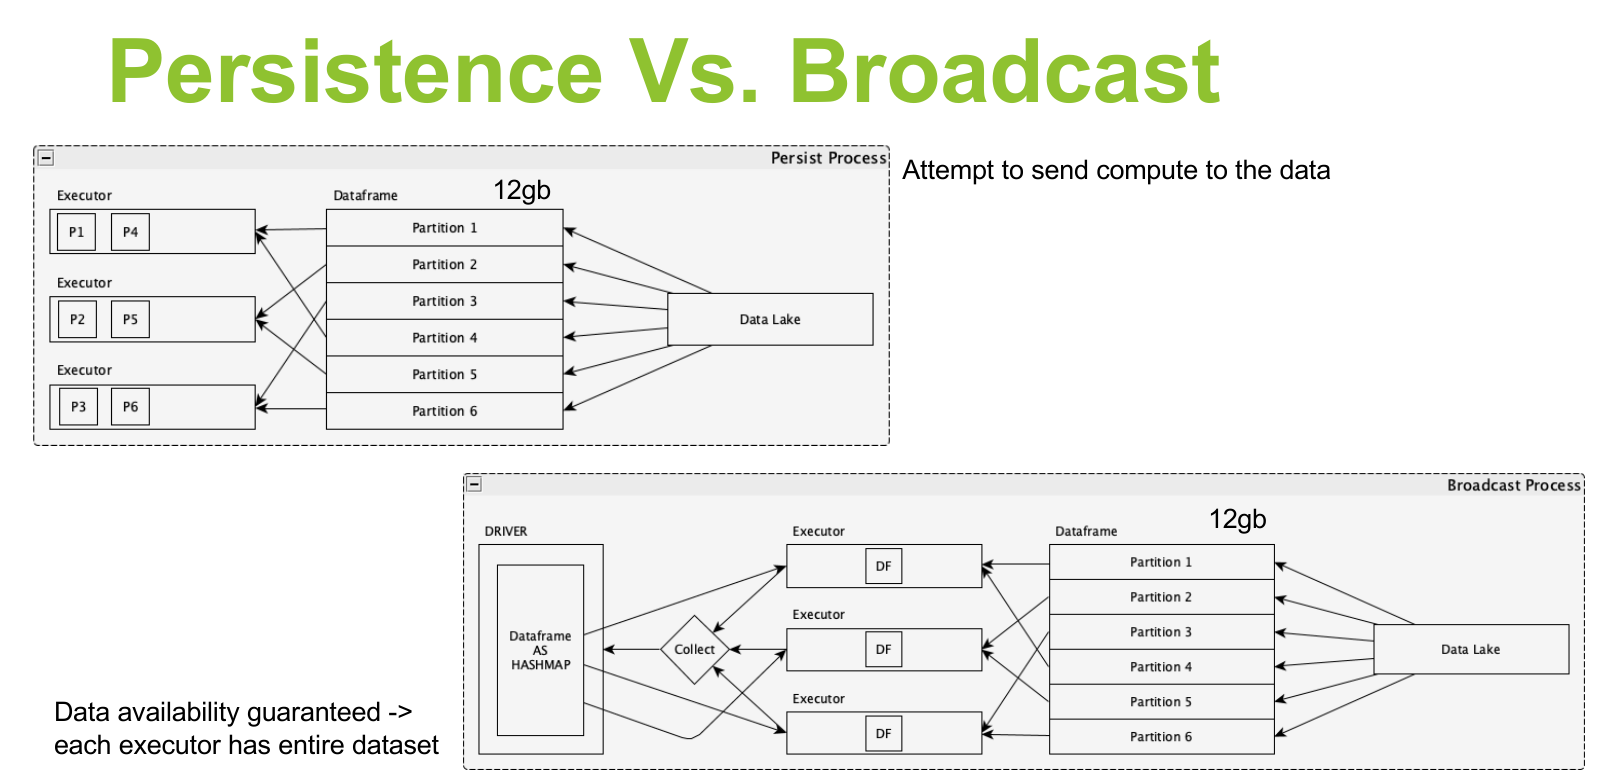 Persistence Vs. Broadcast
Persist Process
Attempt to send compute to the data
Executor
P1 P4
Executor
P2 P5
Executor
P3 P6
Dataframe
12gb
Partition 1
Partition 2
Partition 3
Partition 4
Partition 5
Partition 6
Data Lake
Broadcast Process
DRIVER
Dataframe
AS
HASHMAP
Collect
Executor
DF
Executor
DF
Executor
DF
Dataframe
12gb
Partition 1
Partition 2
Partition 3
Partition 4
Partition 5
Partition 6
Data Lake
Data availability guaranteed ->
each executor has entire dataset